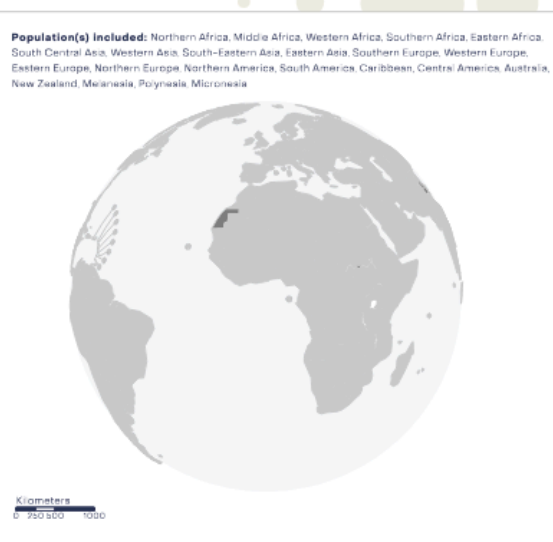 Population(s) included: Northern Africa, Middle Africa, Western Africa, Southern Africa, Eastern Africa,
South Central Asia, Western Asia, South-Eastern Asia, Eastern Asia, Southern Europe, Western Europe,
Eastern Europe, Northern Europe, Northern America, South America, Caribbean, Central America, Australia,
New Zealand, Melanesia, Polynesia, Micronesia
Kilometers
0 250 500 1000